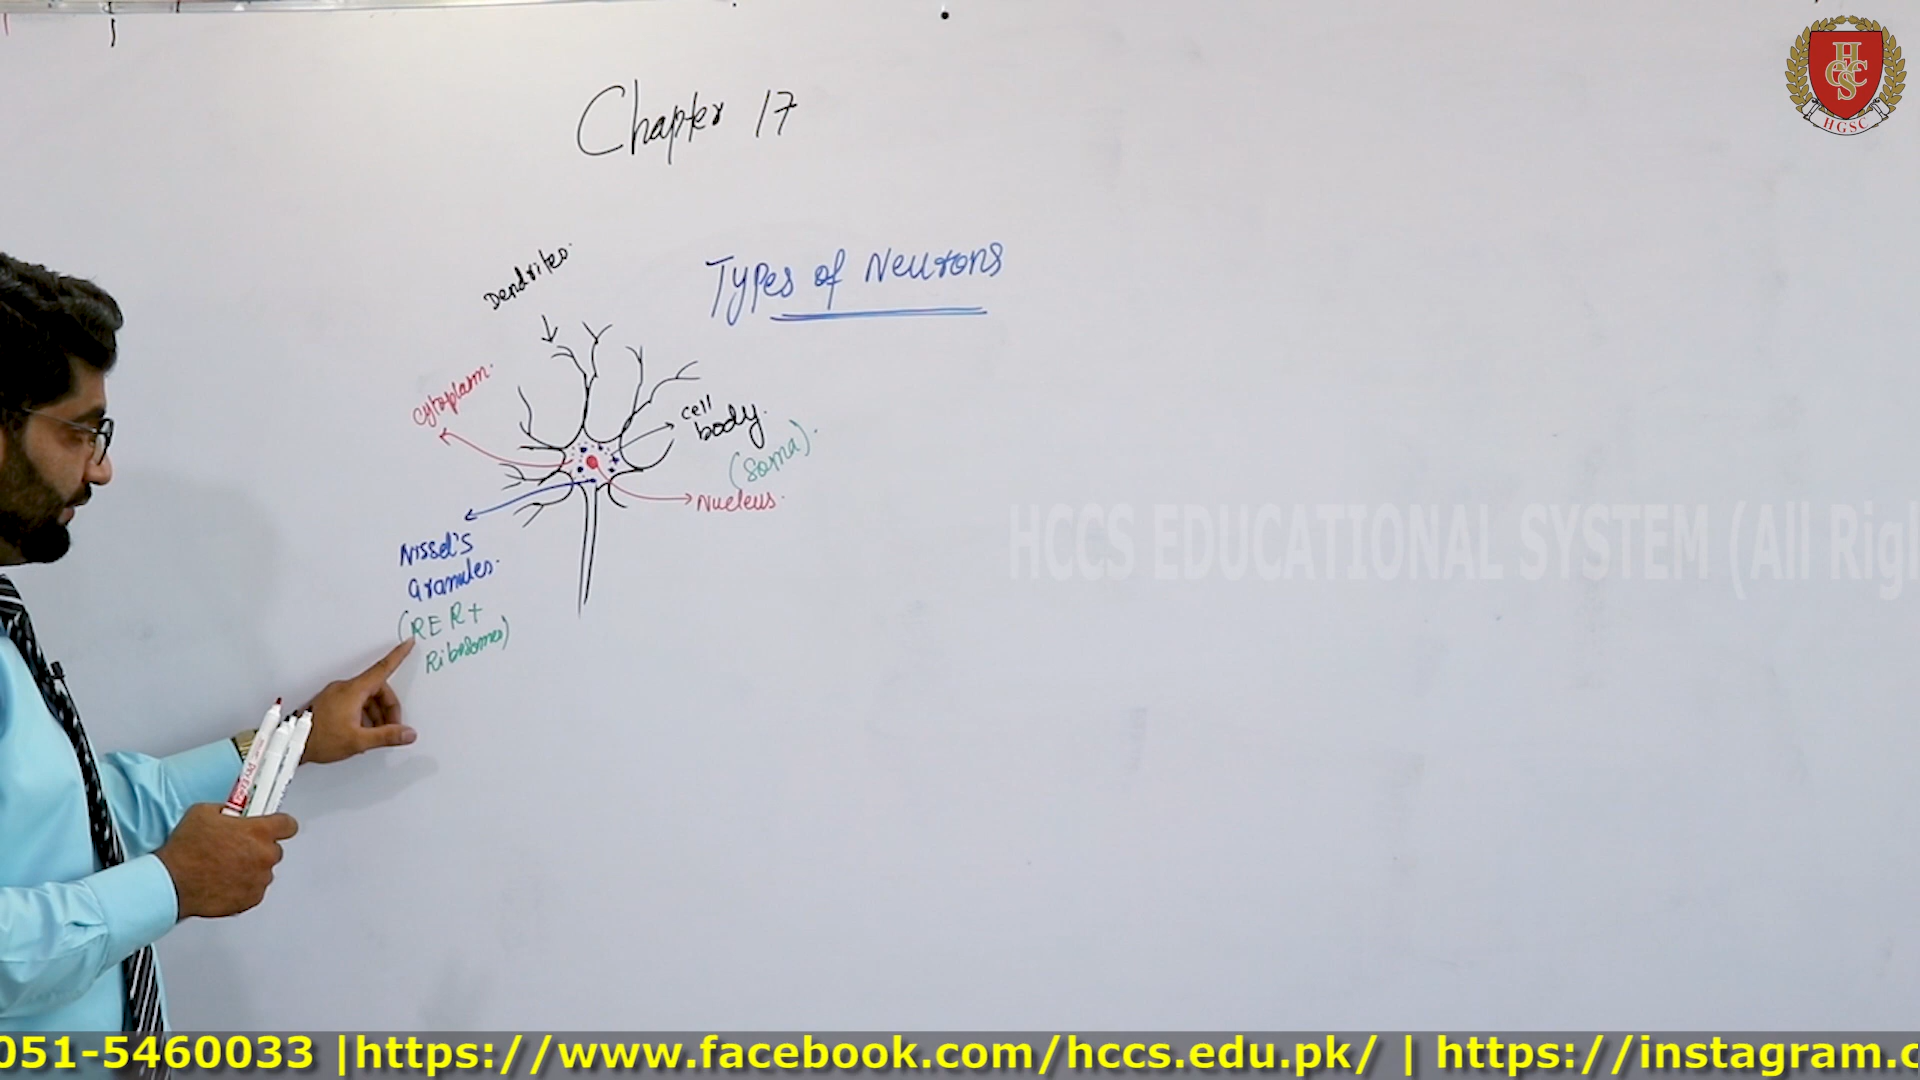 Chapter 17
Types of Neurons
Dendrites.
Cytoplasm.
cell
body.
(Soma).
Nucleus.
Nissel's
Granules.
(RER+
Ribosomes)
HGSC
HCCS EDUCATIONAL SYSTEM (All Rig
051-5460033 |https://www.facebook.com/hccs.edu.pk/ | https://instagram.c